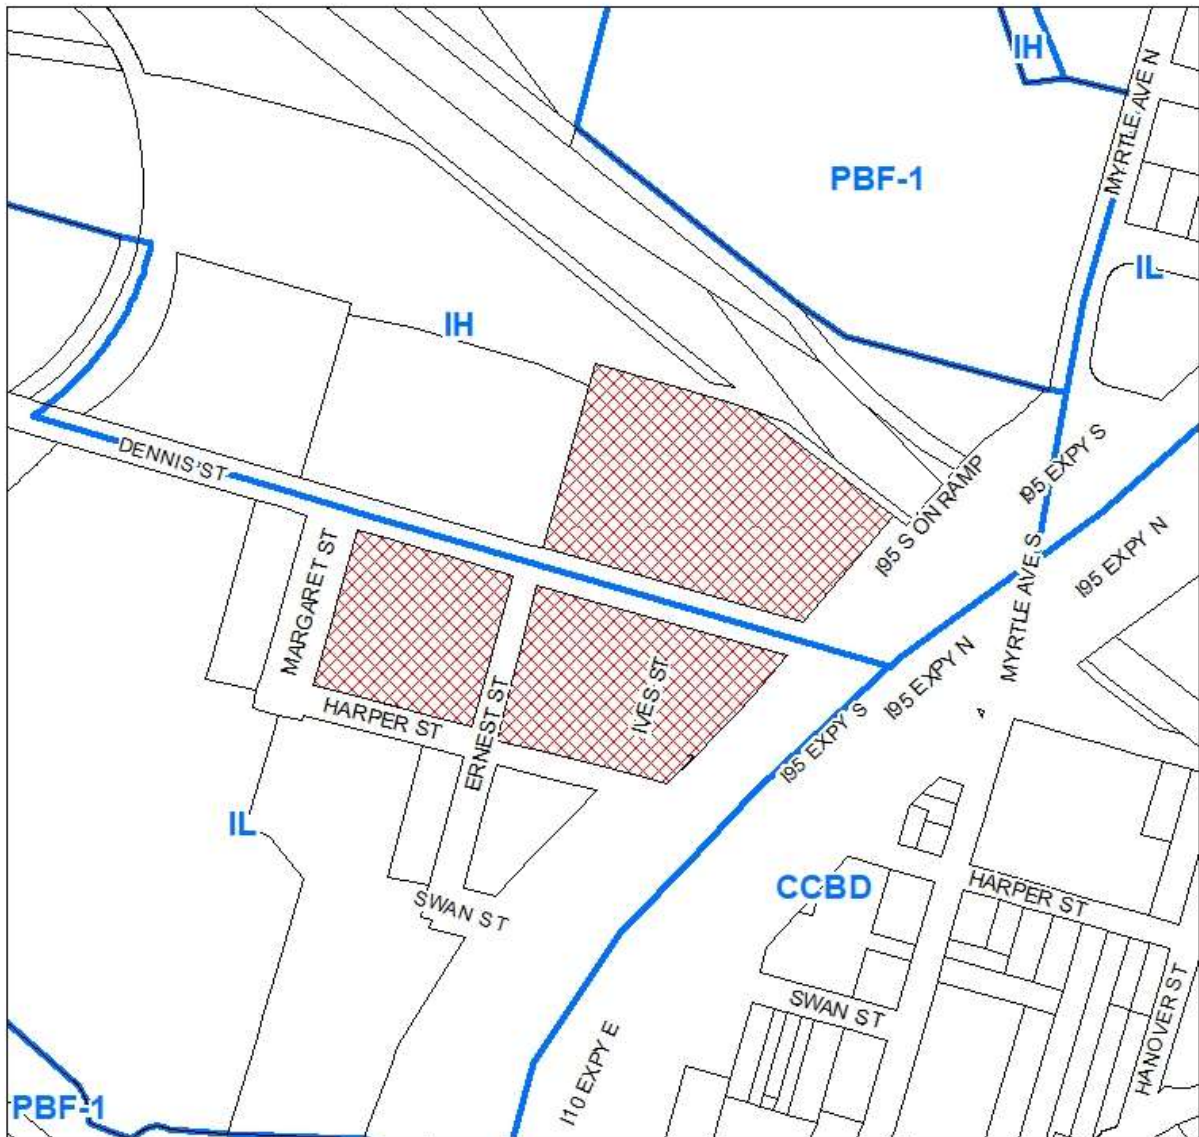 IH
MYRTLE AVE N
PBF-1
IL
IH
DENNIS ST
I95 EXPY S
I95 S ON RAMP
I95 EXPY N
MARGARET ST
MYRTLE AVE S
IVES ST
I95 EXPY N
ERNEST ST
HARPER ST
I95 EXPY S
IL
CCBD
HARPER ST
SWAN ST
HANOVER ST
SWAN ST
I10 EXPY E
PBF-1